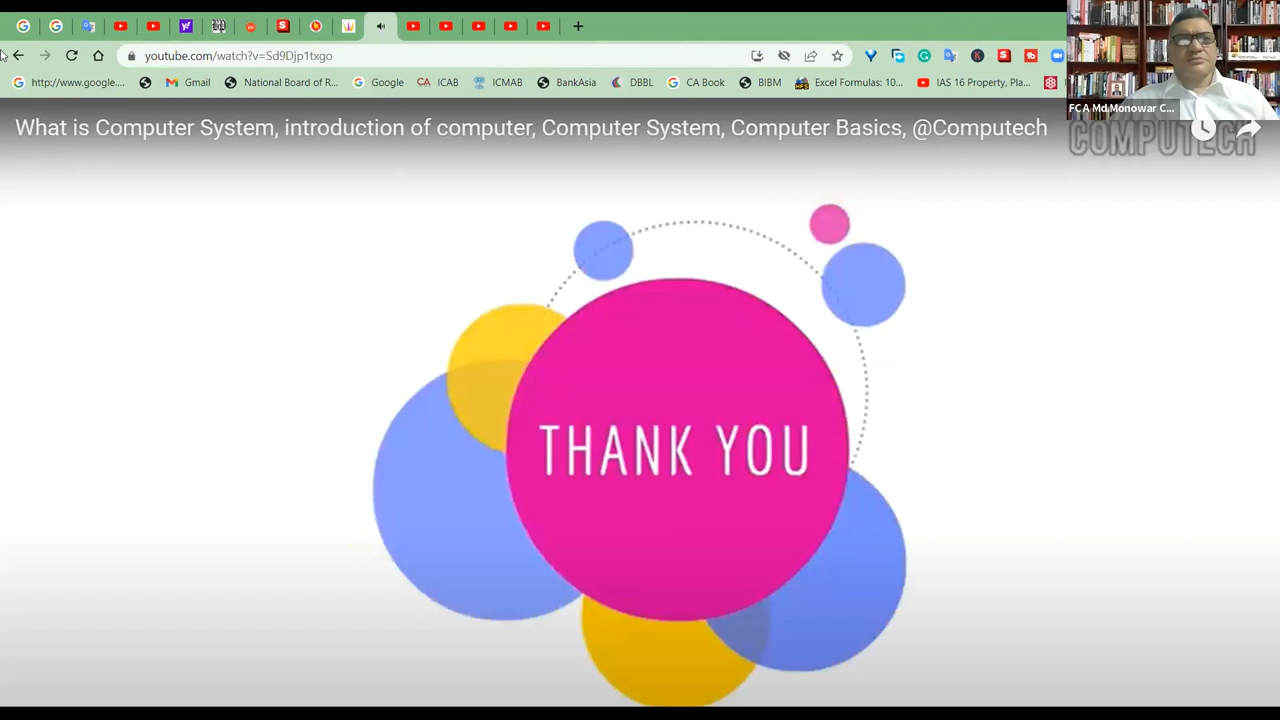 youtube.com/watch?v=Sd9Djp1txgo
http://www.google.... Gmail National Board of R... Google CA ICAB ICMAB BankAsia DBBL CA Book BIBM Excel Formulas: 10... IAS 16 Property, Pla...
FCA Md.Monowar C...
What is Computer System, introduction of computer, Computer System, Computer Basics, @Computech
COMPUTECH
THANK YOU